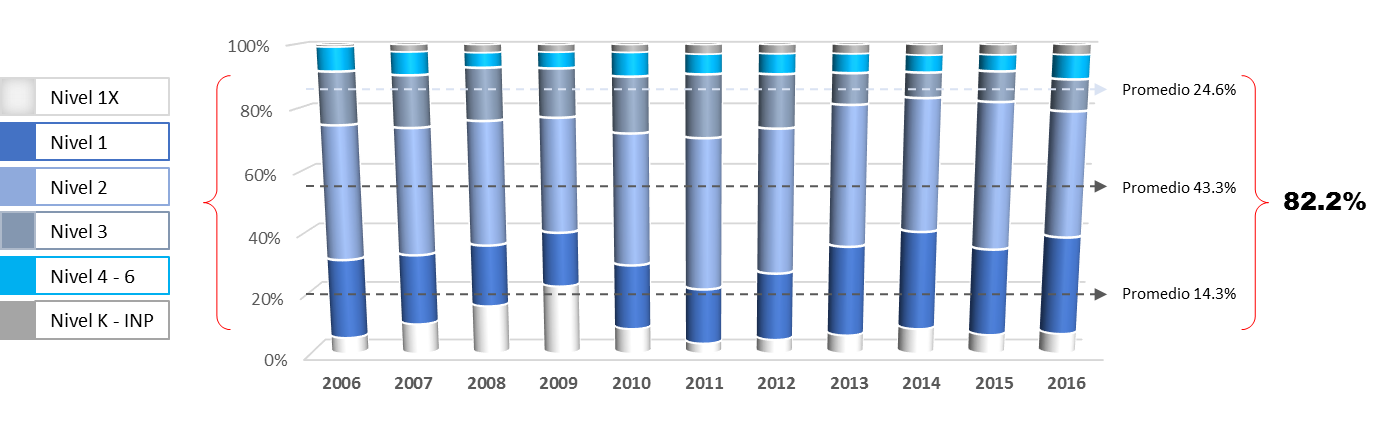 Nivel 1X
Nivel 1
Nivel 2
Nivel 3
Nivel 4 - 6
Nivel K - INP
100%
80%
60%
40%
20%
0%
2006 2007 2008 2009 2010 2011 2012 2013 2014 2015 2016
Promedio 24.6%
Promedio 43.3%
Promedio 14.3%
82.2%